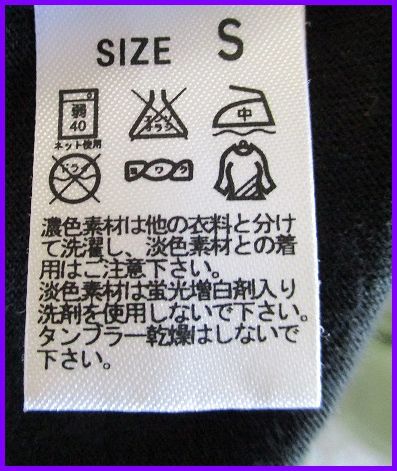 SIZE S
弱
40
エンソ
サラシ
中
ネット使用
ドライ
ヨワク
濃色素材は他の衣料と分け
て洗濯し、淡色素材との着
用はご注意下さい。
淡色素材は蛍光増白剤入り
洗剤を使用しないで下さい。
タンブラー乾燥はしないで
下さい。